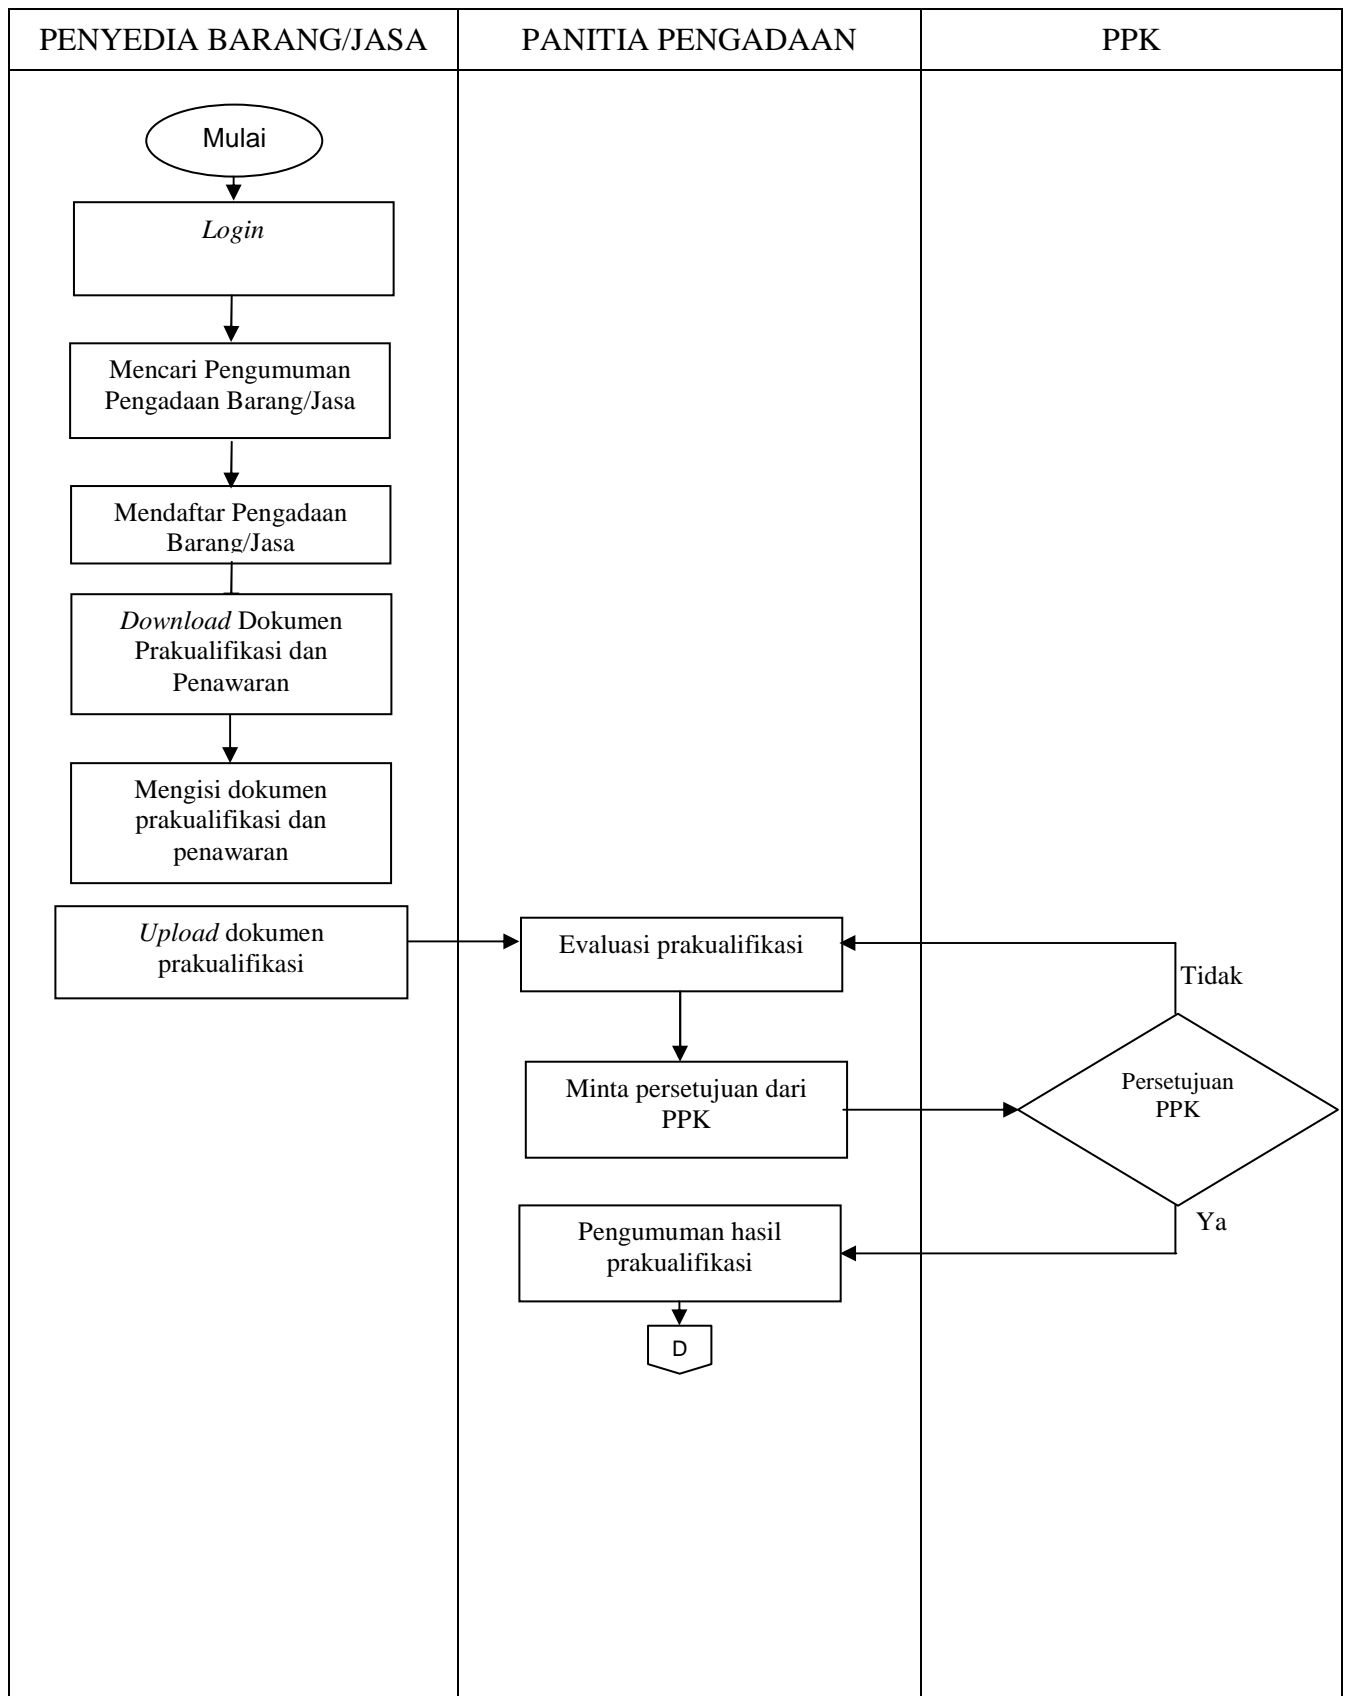 PENYEDIA BARANG/JASA
PANITIA PENGADAAN
PPK
Mulai
Login
Mencari Pengumuman
Pengadaan Barang/Jasa
Mendaftar Pengadaan
Barang/Jasa
Download Dokumen
Prakualifikasi dan
Penawaran
Mengisi dokumen
prakualifikasi dan
penawaran
Upload dokumen
prakualifikasi
Evaluasi prakualifikasi
Tidak
Minta persetujuan dari
PPK
Persetujuan
PPK
Ya
Pengumuman hasil
prakualifikasi
D